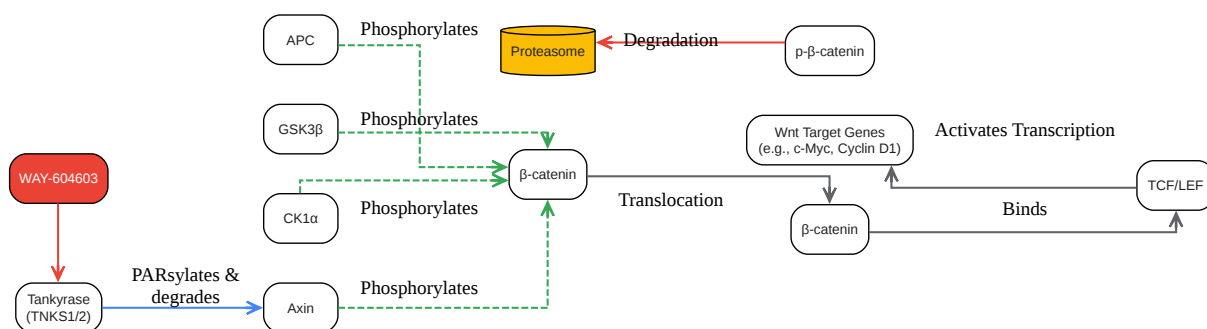 APC
Phosphorylates
Proteasome
Degradation
p-β-catenin
GSK3β
Phosphorylates
Wnt Target Genes
(e.g., c-Myc, Cyclin D1)
Activates Transcription
WAY-604603
β-catenin
Translocation
TCF/LEF
CK1α
Phosphorylates
β-catenin
Binds
Tankyrase
(TNKS1/2)
PARsylates &
degrades
Axin
Phosphorylates